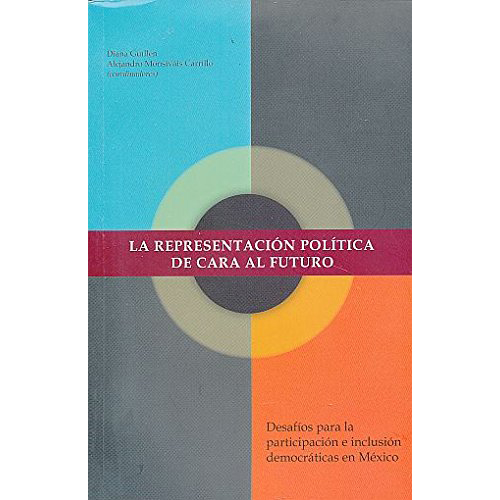 Diana Guillén
Alejandro Monsiváis Carrillo
(coordinadores)
LA REPRESENTACIÓN POLÍTICA
DE CARA AL FUTURO
Desafíos para la
participación e inclusión
democráticas en México